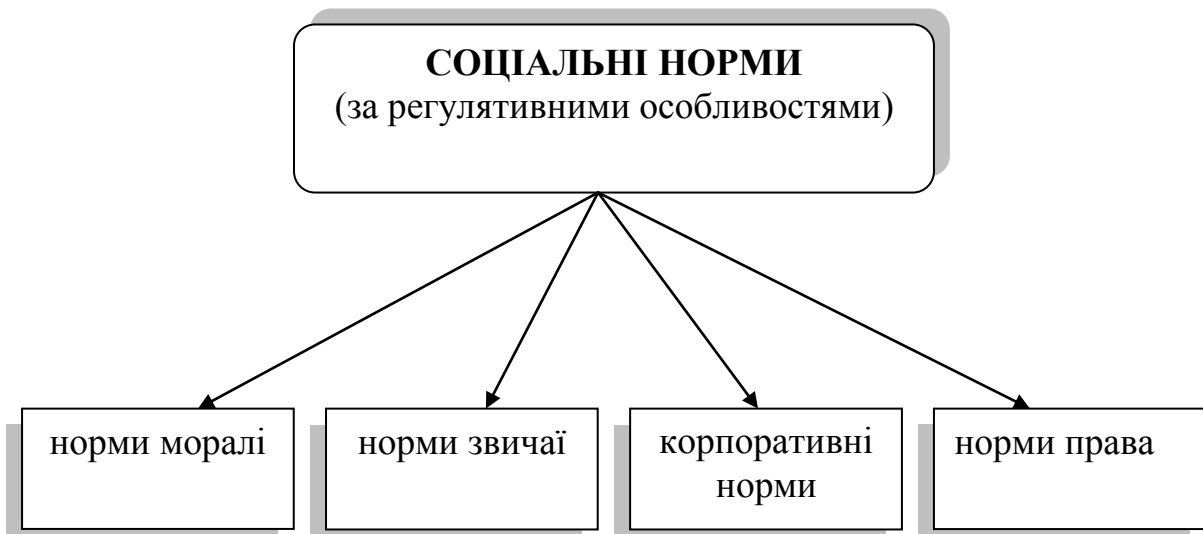 СОЦІАЛЬНІ НОРМИ
(за регулятивними особливостями)
норми моралі
норми звичаї
корпоративні
норми
норми права